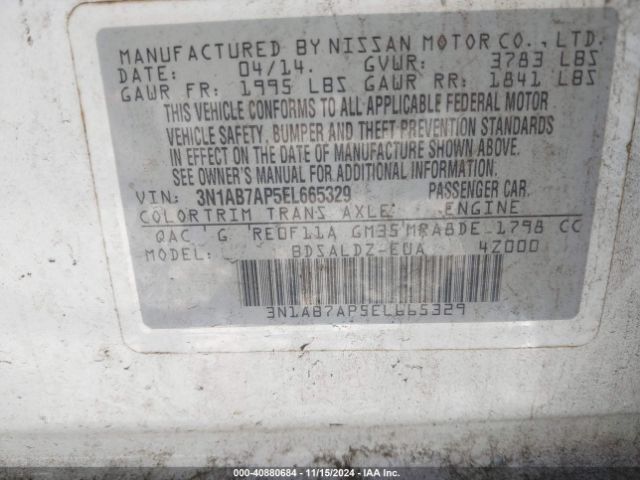 MANUFACTURED BY NISSAN MOTOR CO., LTD.
DATE: 04/14. GVWR: 3783 LBS
GAWR FR: 1995 LBS GAWR RR: 1841 LBS
THIS VEHICLE CONFORMS TO ALL APPLICABLE FEDERAL MOTOR
VEHICLE SAFETY, BUMPER AND THEFT PREVENTION STANDARDS
IN EFFECT ON THE DATE OF MANUFACTURE SHOWN ABOVE.
SEE OWNER'S MANUAL FOR ADDITIONAL INFORMATION.
VIN: 3N1AB7AP5EL665329 PASSENGER CAR.
COLOR TRIM TRANS AXLE ENGINE
QAC ' G ' RE0F11A GM35 MRA8DE 1798 CC
MODEL: BDSALDZ-EUA 4Z000
3N1AB7AP5EL665329
000-40880684 | 11/15/2024 | IAA Inc.